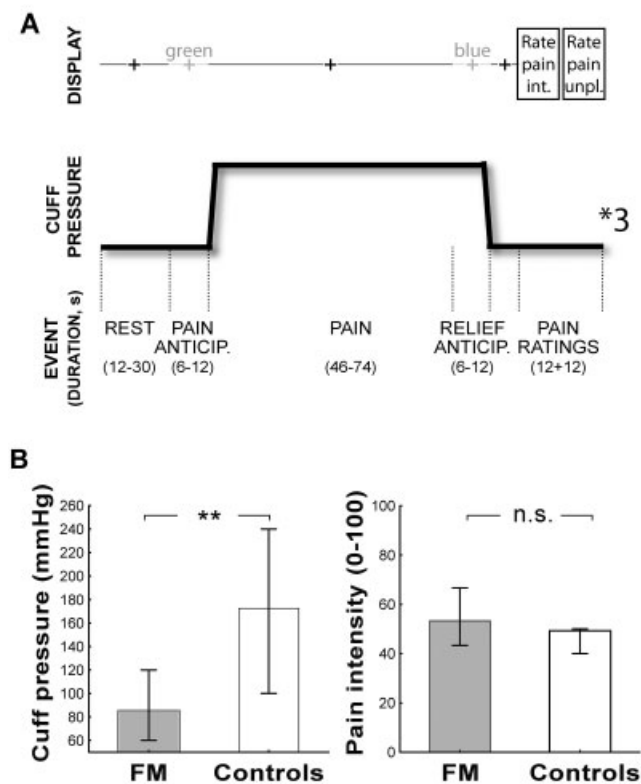 A
DISPLAY
green
blue
Rate
pain
int.
Rate
pain
unpl.
CUFF
PRESSURE
*3
EVENT
(DURATION, s)
REST
(12-30)
PAIN
ANTICIP.
(6-12)
PAIN
(46-74)
RELIEF
ANTICIP.
(6-12)
PAIN
RATINGS
(12+12)
B
Cuff pressure (mmHg)
260
240
220
200
180
160
140
120
100
80
60
**
FM
Controls
Pain intensity (0-100)
100
80
60
40
20
0
n.s.
FM
Controls